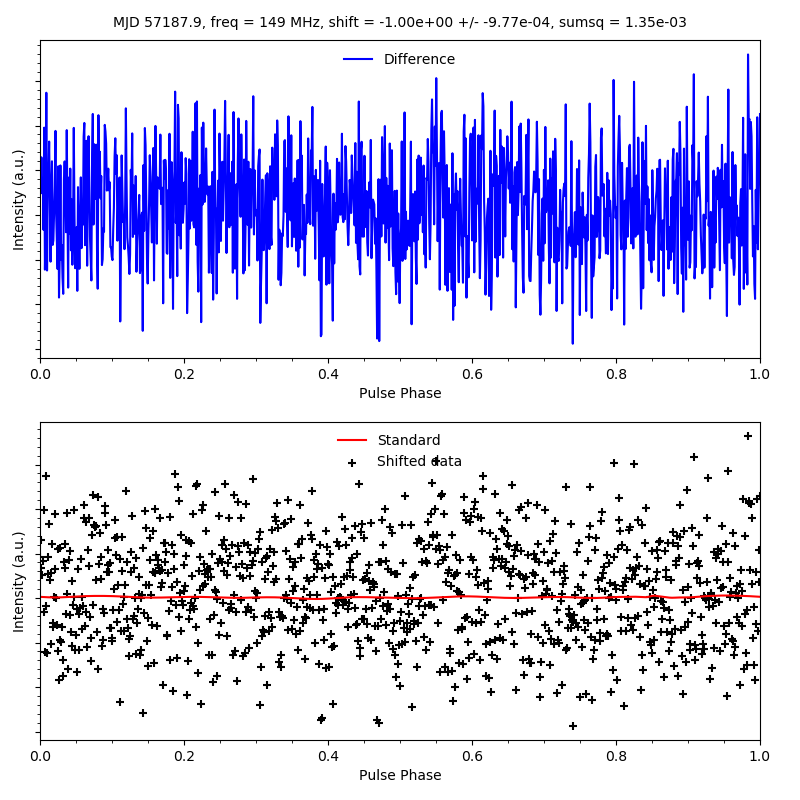 MJD 57187.9, freq = 149 MHz, shift = -1.00e+00 +/- -9.77e-04, sumsq = 1.35e-03
Difference
Intensity (a.u.)
0.0 0.2 0.4 0.6 0.8 1.0
Pulse Phase
Standard
Shifted data
Intensity (a.u.)
0.0 0.2 0.4 0.6 0.8 1.0
Pulse Phase